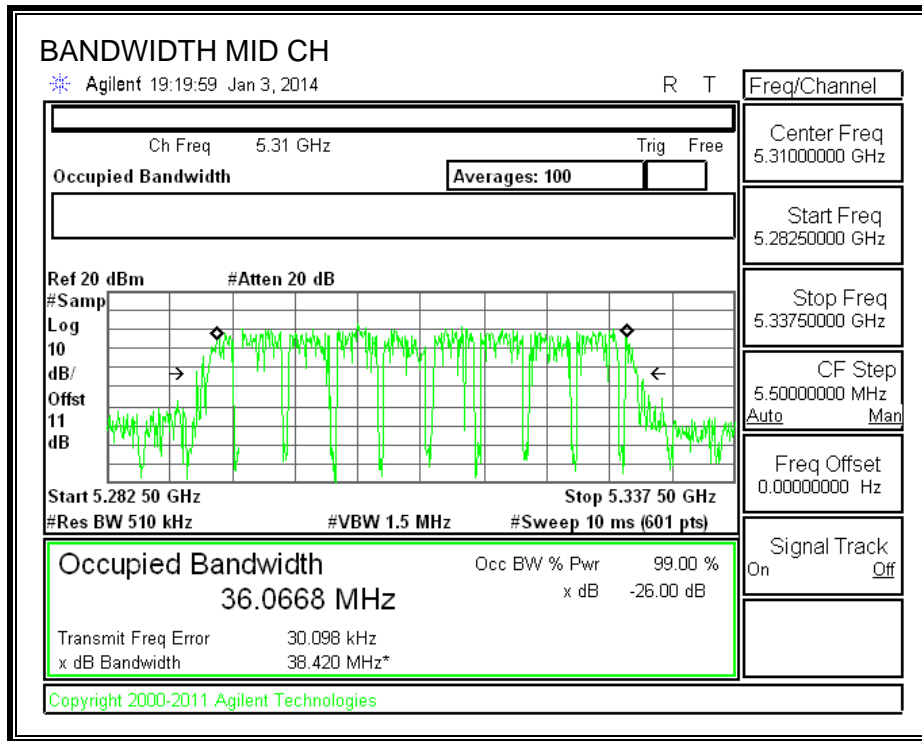 BANDWIDTH MID CH
Agilent 19:19:59 Jan 3, 2014 R T
Freq/Channel
Ch Freq 5.31 GHz Trig Free
Occupied Bandwidth Averages: 100
Center Freq
5.31000000 GHz
Start Freq
5.28250000 GHz
Stop Freq
5.33750000 GHz
CF Step
5.50000000 MHz
Auto Man
Freq Offset
0.00000000 Hz
Signal Track
On Off
Ref 20 dBm #Atten 20 dB
#Samp
Log
10
dB/
Offst
11
dB
Start 5.282 50 GHz Stop 5.337 50 GHz
#Res BW 510 kHz #VBW 1.5 MHz #Sweep 10 ms (601 pts)
Occupied Bandwidth Occ BW % Pwr 99.00 %
36.0668 MHz x dB -26.00 dB
Transmit Freq Error 30.098 kHz
x dB Bandwidth 38.420 MHz*
Copyright 2000-2011 Agilent Technologies